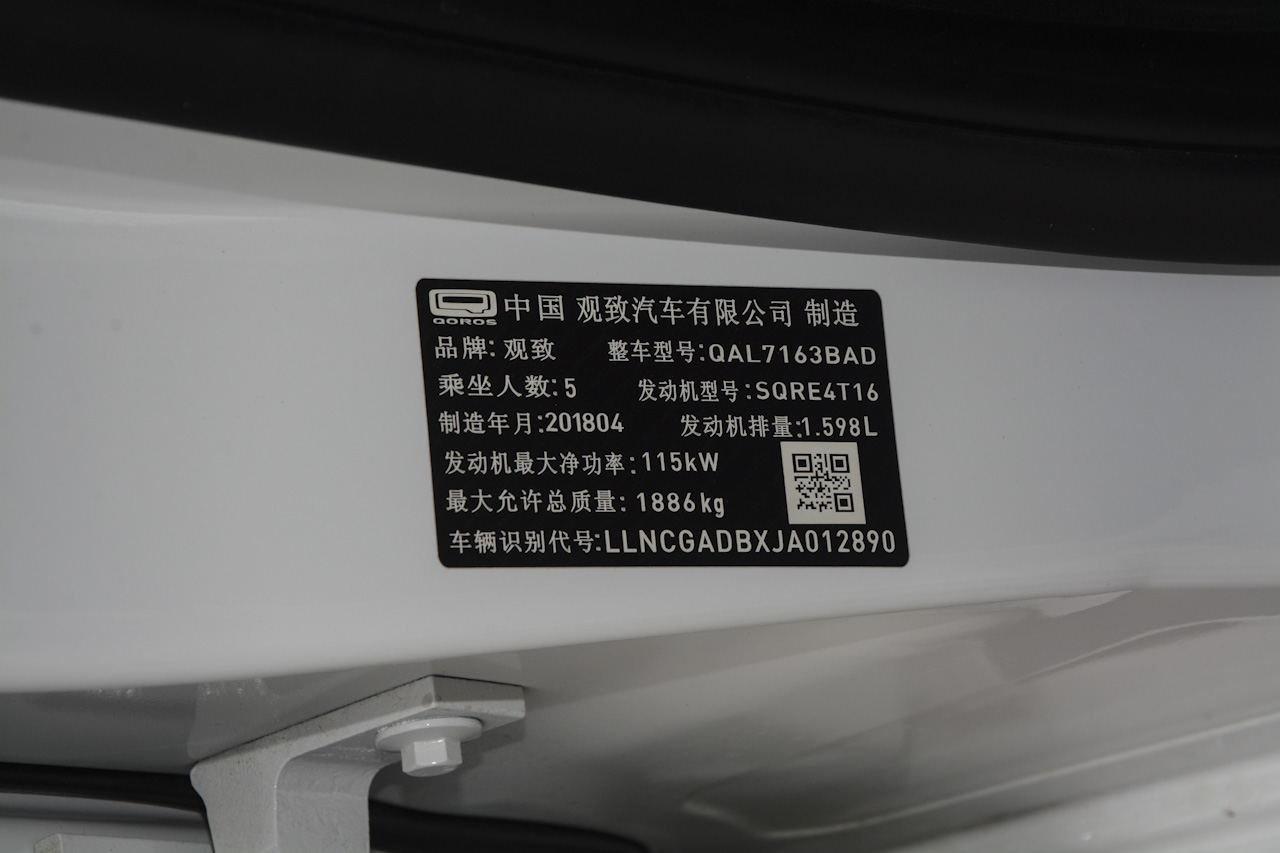 QOROS 中国 观致汽车有限公司 制造
品牌: 观致 整车型号:QAL7163BAD
乘坐人数:5 发动机型号:SQRE4T16
制造年月:201804 发动机排量:1.598L
发动机最大净功率:115kW
最大允许总质量: 1886kg
车辆识别代号:LLNCGADBXJA012890